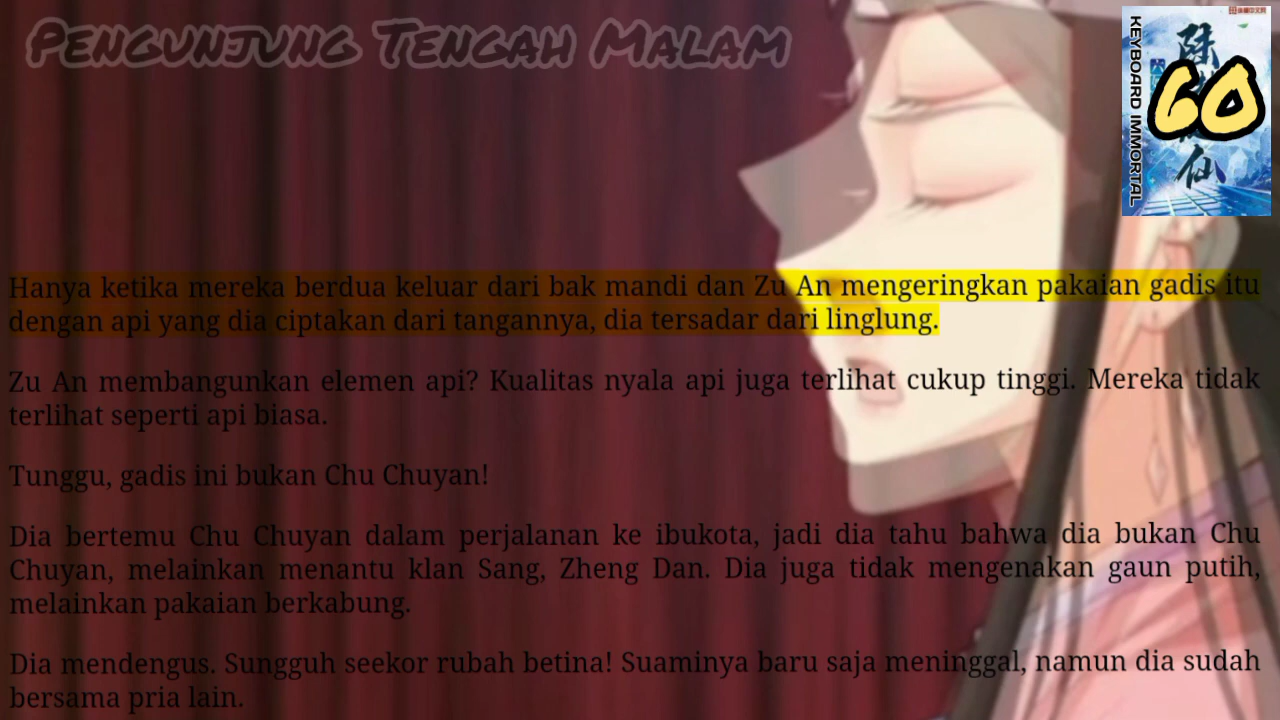 Pengunjung Tengah Malam
KEYBOARD IMMORTAL
60
仙
Hanya ketika mereka berdua keluar dari bak mandi dan Zu An mengeringkan pakaian gadis itu
dengan api yang dia ciptakan dari tangannya, dia tersadar dari linglung.
Zu An membangunkan elemen api? Kualitas nyala api juga terlihat cukup tinggi. Mereka tidak
terlihat seperti api biasa.
Tunggu, gadis ini bukan Chu Chuyan!
Dia bertemu Chu Chuyan dalam perjalanan ke ibukota, jadi dia tahu bahwa dia bukan Chu
Chuyan, melainkan menantu klan Sang, Zheng Dan. Dia juga tidak mengenakan gaun putih,
melainkan pakaian berkabung.
Dia mendengus. Sungguh seekor rubah betina! Suaminya baru saja meninggal, namun dia sudah
bersama pria lain.